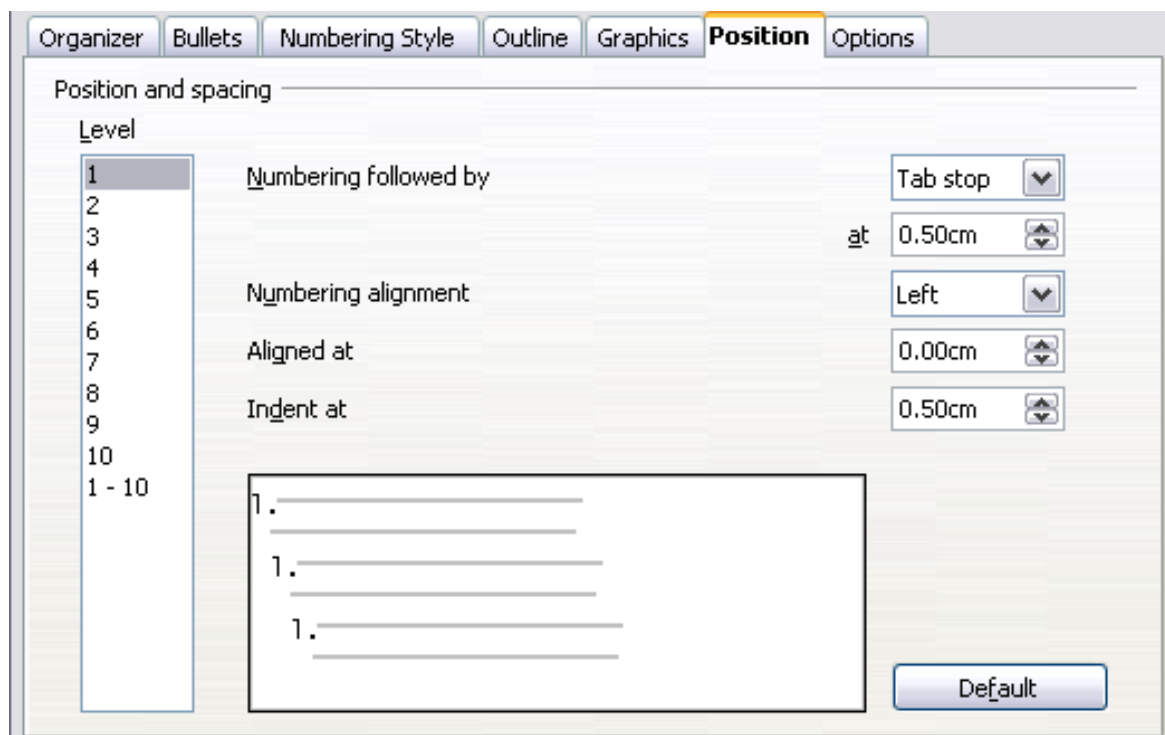 Organizer Bullets Numbering Style Outline Graphics Position Options
Position and spacing
Level
1
2
3
4
5
6
7
8
9
10
1 - 10
Numbering followed by Tab stop
at 0.50cm
Numbering alignment Left
Aligned at 0.00cm
Indent at 0.50cm
1.
1.
1.
Default